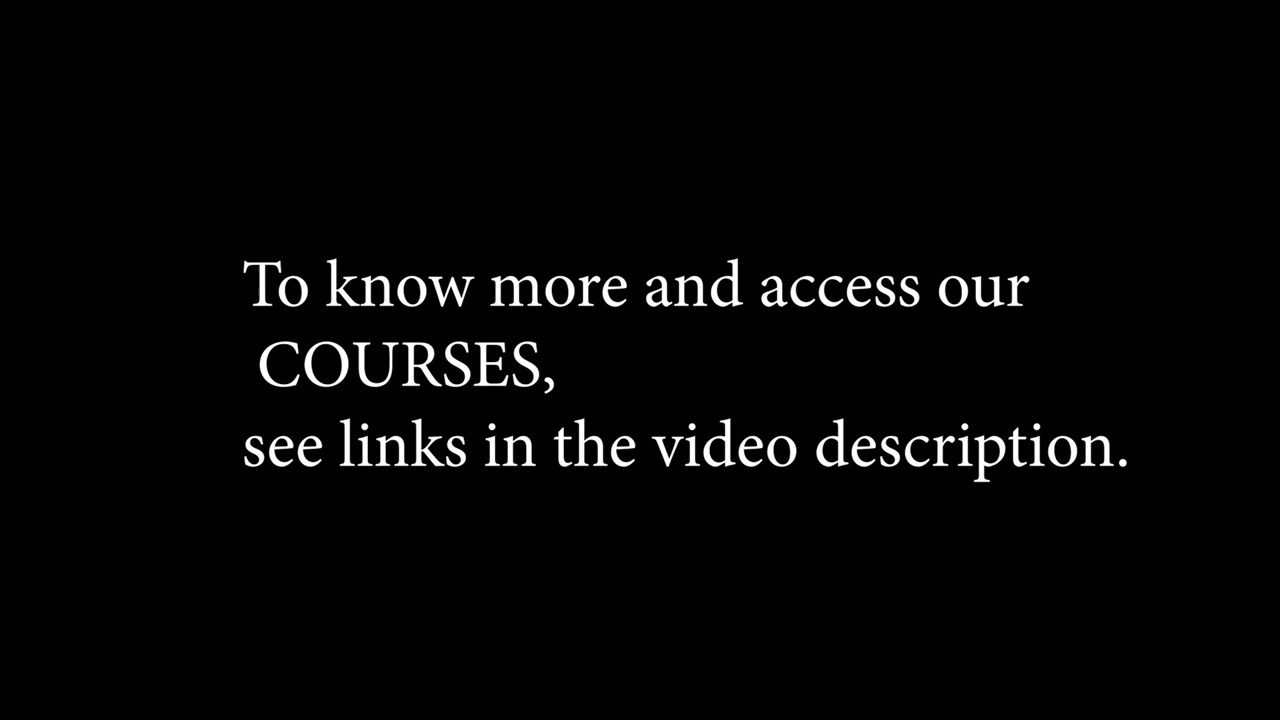 To know more and access our
COURSES,
see links in the video description.